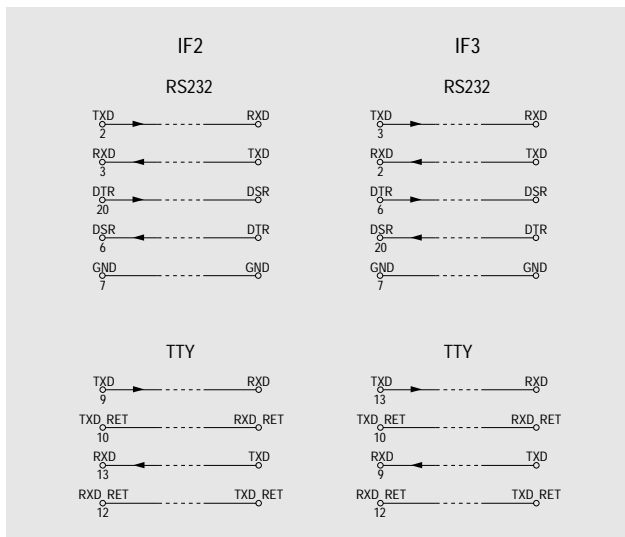 IF2
RS232
TXD RXD
2
RXD TXD
3
DTR DSR
20
DSR DTR
6
GND GND
7
TTY
TXD RXD
9
TXD_RET RXD_RET
10
RXD TXD
13
RXD_RET TXD_RET
12
IF3
RS232
TXD RXD
3
RXD TXD
2
DTR DSR
6
DSR DTR
20
GND GND
7
TTY
TXD RXD
13
TXD_RET RXD_RET
10
RXD TXD
9
RXD_RET TXD_RET
12